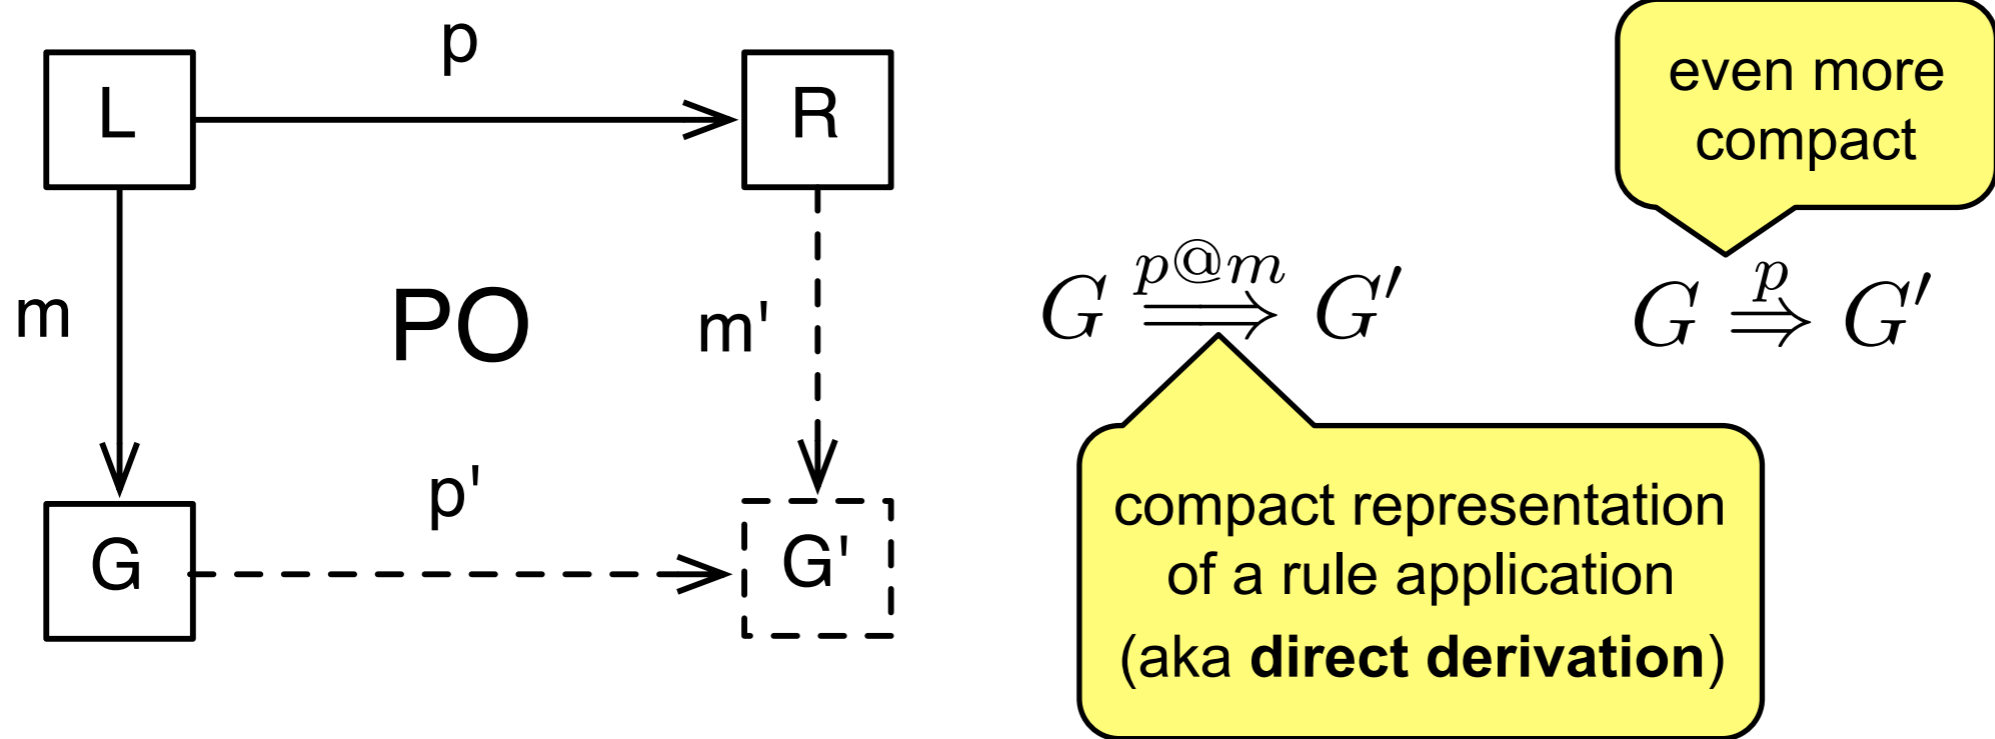 p
L
R
m
PO
m'
p'
G
G'
G p@m ⇒ G'
even more
compact
G p ⇒ G'
compact representation
of a rule application
(aka direct derivation)